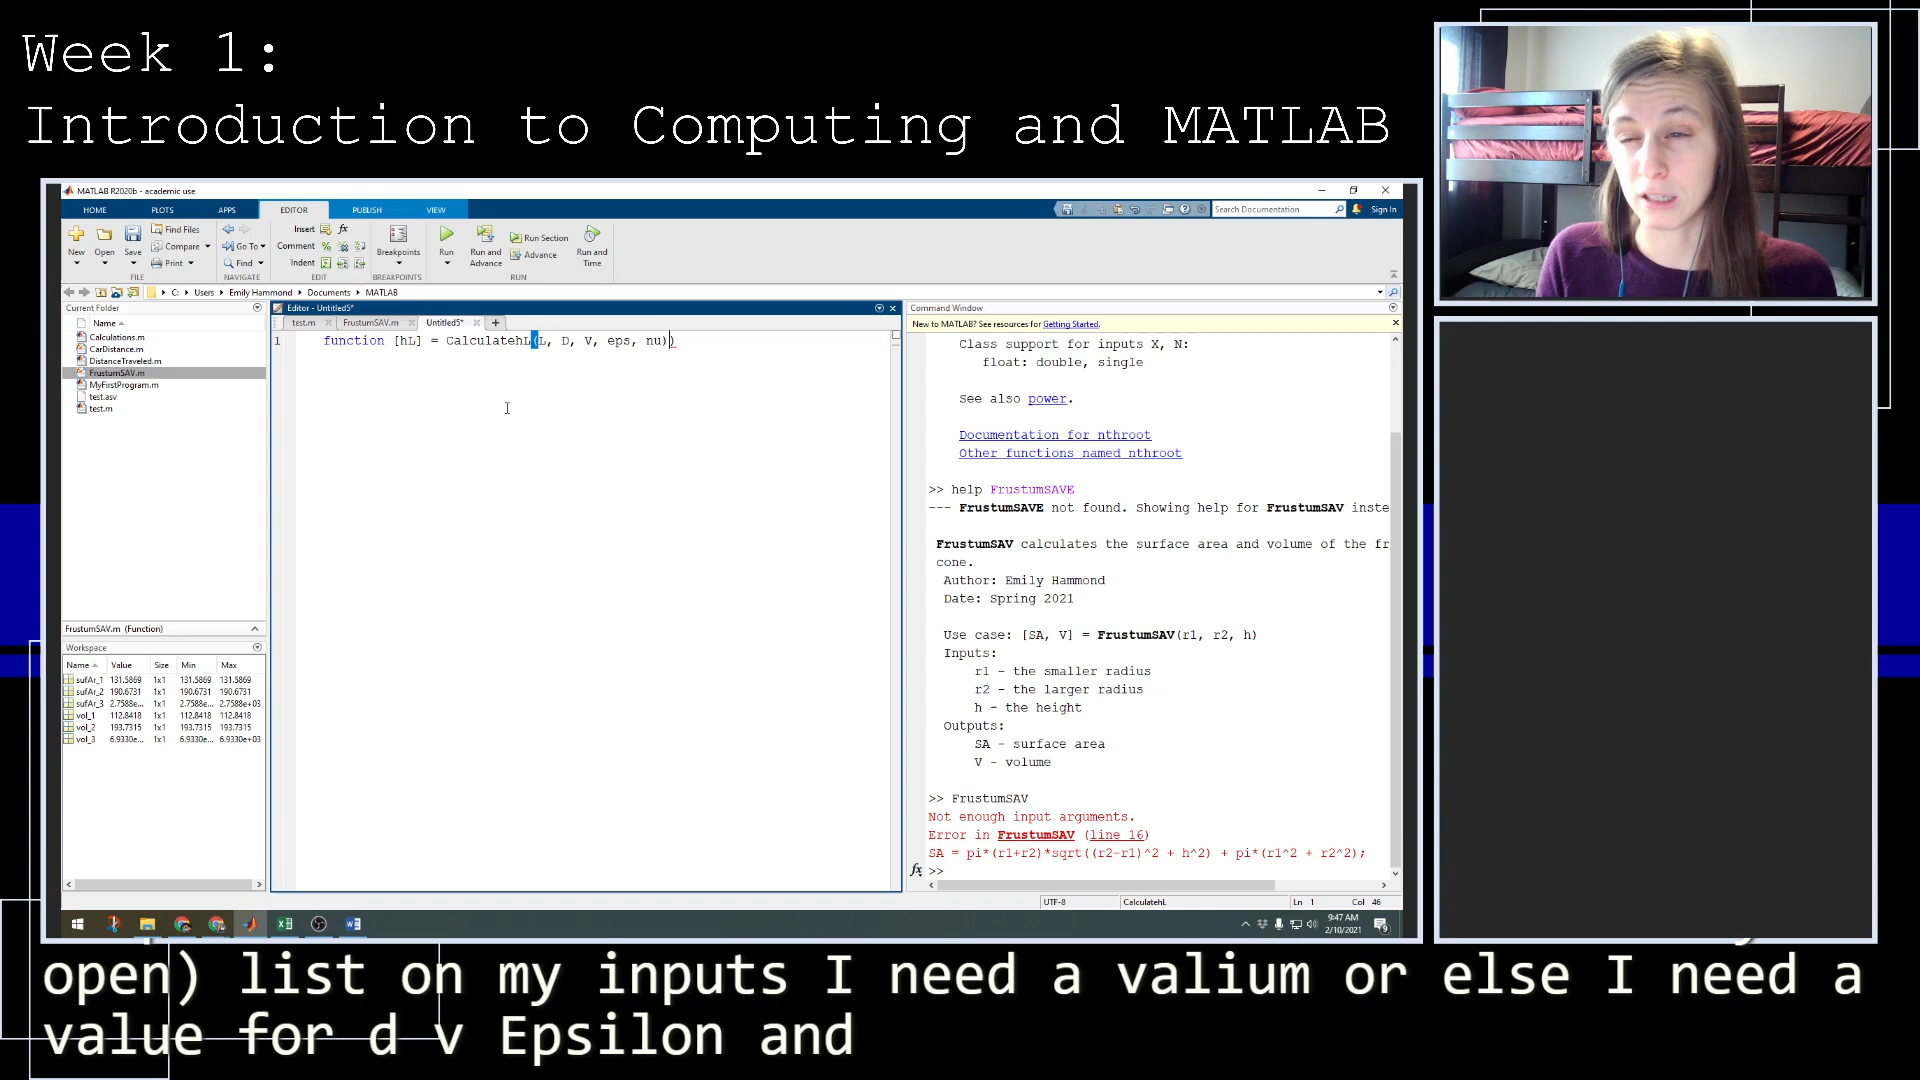 Week 1:
Introduction to Computing and MATLAB
MATLAB R2020b - academic use
HOME PLOTS APPS EDITOR PUBLISH VIEW
Search Documentation
Sign In
New Open Save
Find Files
Compare
Print
FILE
Go To
Find
NAVIGATE
Insert fx
Comment
Indent
EDIT
Breakpoints
BREAKPOINTS
Run
Run and Advance
Run Section
Advance
Run and Time
RUN
C: Users Emily Hammond Documents MATLAB
Current Folder
Name
Calculations.m
CarDistance.m
DistanceTraveled.m
FrustumSAV.m
MyFirstProgram.m
test.asv
test.m
FrustumSAV.m (Function)
Workspace
Name Value Size Min Max
sufAr_1 131.5869 1x1 131.5869 131.5869
sufAr_2 190.6731 1x1 190.6731 190.6731
sufAr_3 2.7588e... 1x1 2.7588e... 2.7588e+03
vol_1 112.8418 1x1 112.8418 112.8418
vol_2 193.7315 1x1 193.7315 193.7315
vol_3 6.9330e... 1x1 6.9330e... 6.9330e+03
Editor - Untitled5*
test.m FrustumSAV.m Untitled5* +
1 function [hL] = CalculatehL(L, D, V, eps, nu))
Command Window
New to MATLAB? See resources for Getting Started.
Class support for inputs X, N:
float: double, single
See also power.
Documentation for nthroot
Other functions named nthroot
>> help FrustumSAVE
--- FrustumSAVE not found. Showing help for FrustumSAV inste
FrustumSAV calculates the surface area and volume of the fr
cone.
Author: Emily Hammond
Date: Spring 2021
Use case: [SA, V] = FrustumSAV(r1, r2, h)
Inputs:
r1 - the smaller radius
r2 - the larger radius
h - the height
Outputs:
SA - surface area
V - volume
>> FrustumSAV
Not enough input arguments.
Error in FrustumSAV (line 16)
SA = pi*(r1+r2)*sqrt((r2-r1)^2 + h^2) + pi*(r1^2 + r2^2);
fx >>
UTF-8 CalculatehL Ln 1 Col 46
9:47 AM
2/10/2021
open) list on my inputs I need a valium or else I need a
value for d v Epsilon and